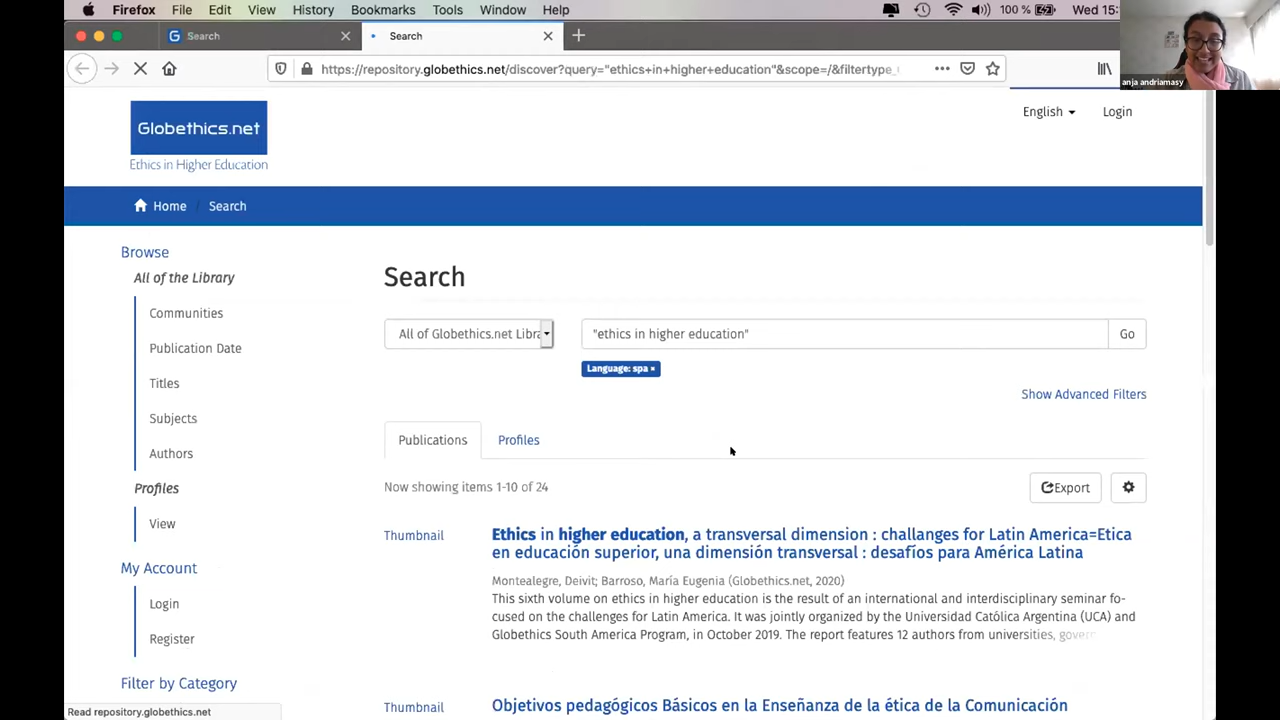 Firefox File Edit View History Bookmarks Tools Window Help 100 % Wed 15:
Search Search
https://repository.globethics.net/discover?query="ethics+in+higher+education"&scope=/&filtertype_
anja andriamasy
English Login
Globethics.net
Ethics in Higher Education
Home / Search
Browse
All of the Library
Communities
Publication Date
Titles
Subjects
Authors
Profiles
View
My Account
Login
Register
Filter by Category
Read repository.globethics.net
Search
All of Globethics.net Libra "ethics in higher education" Go
Language: spa ×
Show Advanced Filters
Publications Profiles
Now showing items 1-10 of 24 Export
Thumbnail
Ethics in higher education, a transversal dimension : challanges for Latin America=Etica
en educación superior, una dimensión transversal : desafíos para América Latina
Montealegre, Deivit; Barroso, María Eugenia (Globethics.net, 2020)
This sixth volume on ethics in higher education is the result of an international and interdisciplinary seminar fo-
cused on the challenges for Latin America. It was jointly organized by the Universidad Católica Argentina (UCA) and
Globethics South America Program, in October 2019. The report features 12 authors from universities, gover
Thumbnail
Objetivos pedagógicos Básicos en la Enseñanza de la ética de la Comunicación